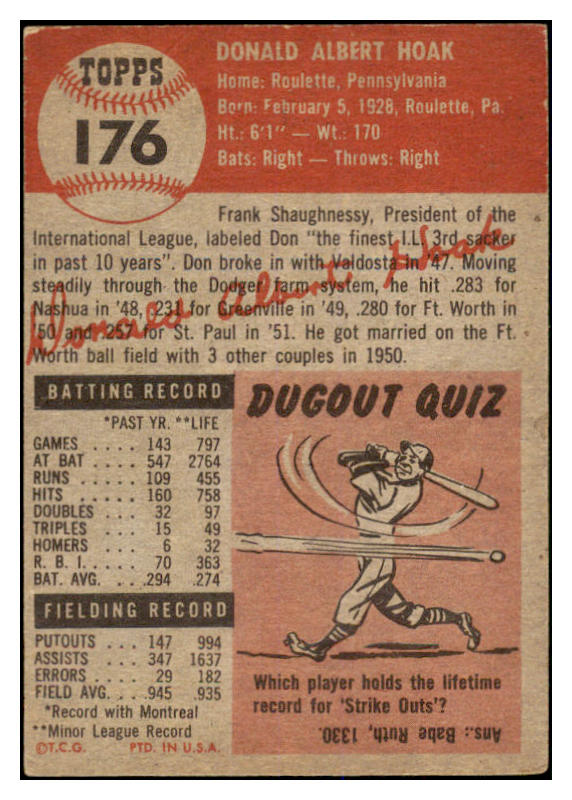 TOPPS
176
DONALD ALBERT HOAK
Home: Roulette, Pennsylvania
Born: February 5, 1928, Roulette, Pa.
Ht.: 6'1" — Wt.: 170
Bats: Right — Throws: Right
Frank Shaughnessy, President of the
International League, labeled Don "the finest I.L. 3rd sacker
in past 10 years". Don broke in with Valdosta in '47. Moving
steadily through the Dodger farm system, he hit .283 for
Nashua in '48, .231 for Greenville in '49, .280 for Ft. Worth in
'50 and .257 for St. Paul in '51. He got married on the Ft.
Worth ball field with 3 other couples in 1950.
Donald Albert Hoak
BATTING RECORD
*PAST YR. **LIFE
GAMES .... 143 797
AT BAT .... 547 2764
RUNS .... 109 455
HITS .... 160 758
DOUBLES .. 32 97
TRIPLES ... 15 49
HOMERS ... 6 32
R. B. I. .... 70 363
BAT. AVG. ... .294 .274
FIELDING RECORD
PUTOUTS ... 147 994
ASSISTS .... 347 1637
ERRORS .... 29 182
FIELD AVG. .. .945 .935
*Record with Montreal
**Minor League Record
©T.C.G. PTD. IN U.S.A.
DUGOUT QUIZ
Which player holds the lifetime
record for 'Strike Outs'?
Ans.: Babe Ruth, 1330.